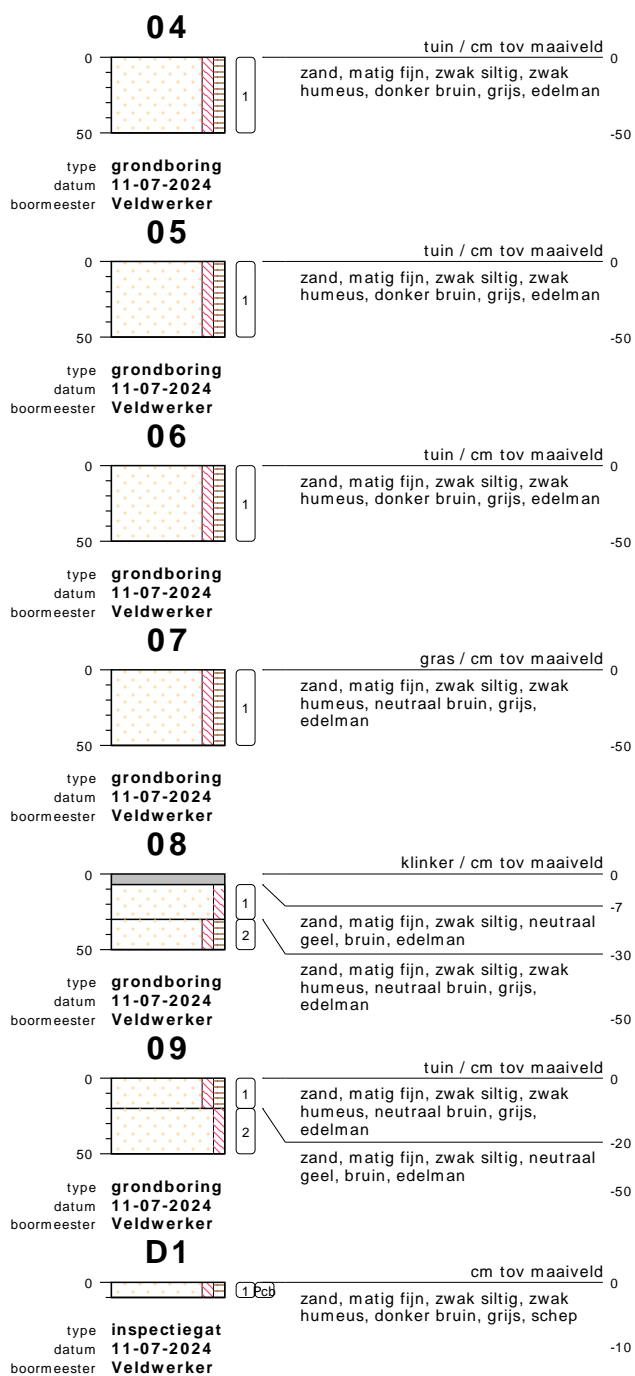 04
tuin / cm tov maaiveld
0
0
zand, matig fijn, zwak siltig, zwak
humeus, donker bruin, grijs, edelman
1
50
-50
type grondboring
datum 11-07-2024
boormeester Veldwerker
05
tuin / cm tov maaiveld
0
0
zand, matig fijn, zwak siltig, zwak
humeus, donker bruin, grijs, edelman
1
50
-50
type grondboring
datum 11-07-2024
boormeester Veldwerker
06
tuin / cm tov maaiveld
0
0
zand, matig fijn, zwak siltig, zwak
humeus, donker bruin, grijs, edelman
1
50
-50
type grondboring
datum 11-07-2024
boormeester Veldwerker
07
gras / cm tov maaiveld
0
0
zand, matig fijn, zwak siltig, zwak
humeus, neutraal bruin, grijs,
edelman
1
50
-50
type grondboring
datum 11-07-2024
boormeester Veldwerker
08
klinker / cm tov maaiveld
0
0
-7
1
zand, matig fijn, zwak siltig, neutraal
geel, bruin, edelman
2
50
-30
zand, matig fijn, zwak siltig, zwak
humeus, neutraal bruin, grijs,
edelman
-50
type grondboring
datum 11-07-2024
boormeester Veldwerker
09
tuin / cm tov maaiveld
0
0
1
zand, matig fijn, zwak siltig, zwak
humeus, neutraal bruin, grijs,
edelman
2
-20
50
zand, matig fijn, zwak siltig, neutraal
geel, bruin, edelman
-50
type grondboring
datum 11-07-2024
boormeester Veldwerker
D1
cm tov maaiveld
0
0
1 Pcb
zand, matig fijn, zwak siltig, zwak
humeus, donker bruin, grijs, schep
-10
type inspectiegat
datum 11-07-2024
boormeester Veldwerker